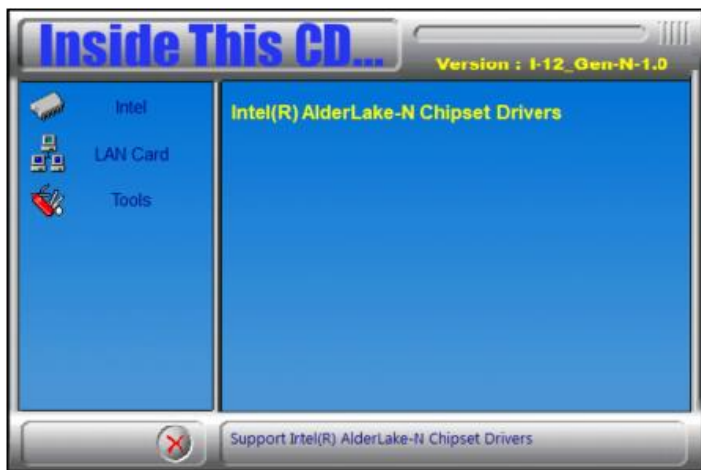 Inside This CD...
Version : I-12_Gen-N-1.0
Intel
LAN Card
Tools
Intel(R) AlderLake-N Chipset Drivers
Support Intel(R) AlderLake-N Chipset Drivers